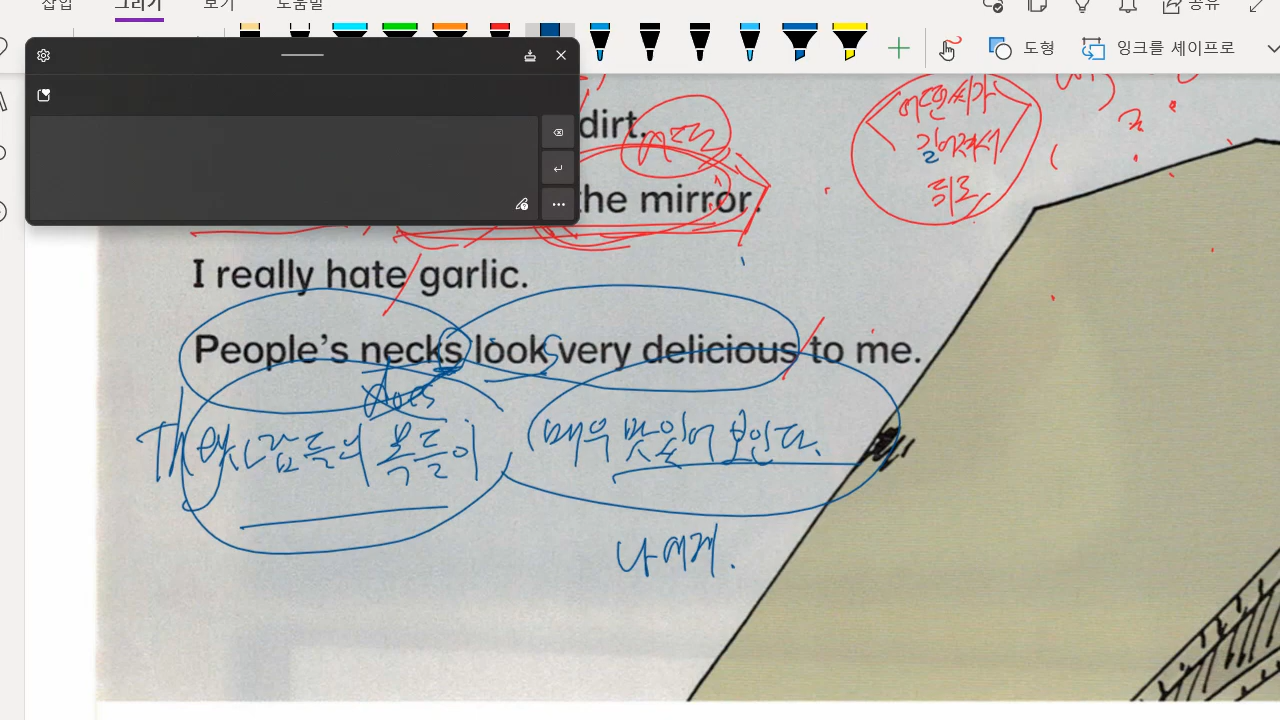 삽입 그리기 보기 도움말 공유
도형 잉크를 셰이프로
dirt.
the mirror.
어떤 씨가
길어져서
뒤로
I really hate garlic.
People's necks look very delicious to me.
S
does
They
사람들의 목들이 (매우 맛있어 보인다.
나에게.